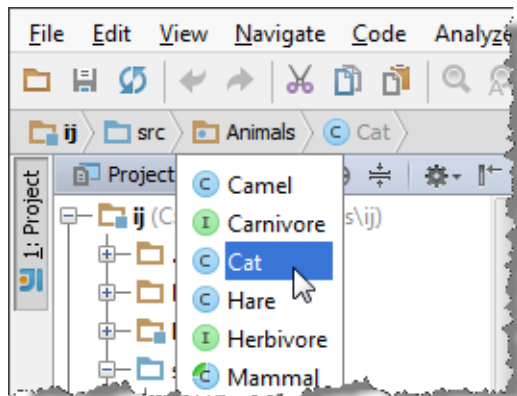 File Edit View Navigate Code Analyze
ij src Animals C Cat
1: Project
Project
ij (C s\ij)
C Camel
I Carnivore
C Cat
C Hare
I Herbivore
C Mammal